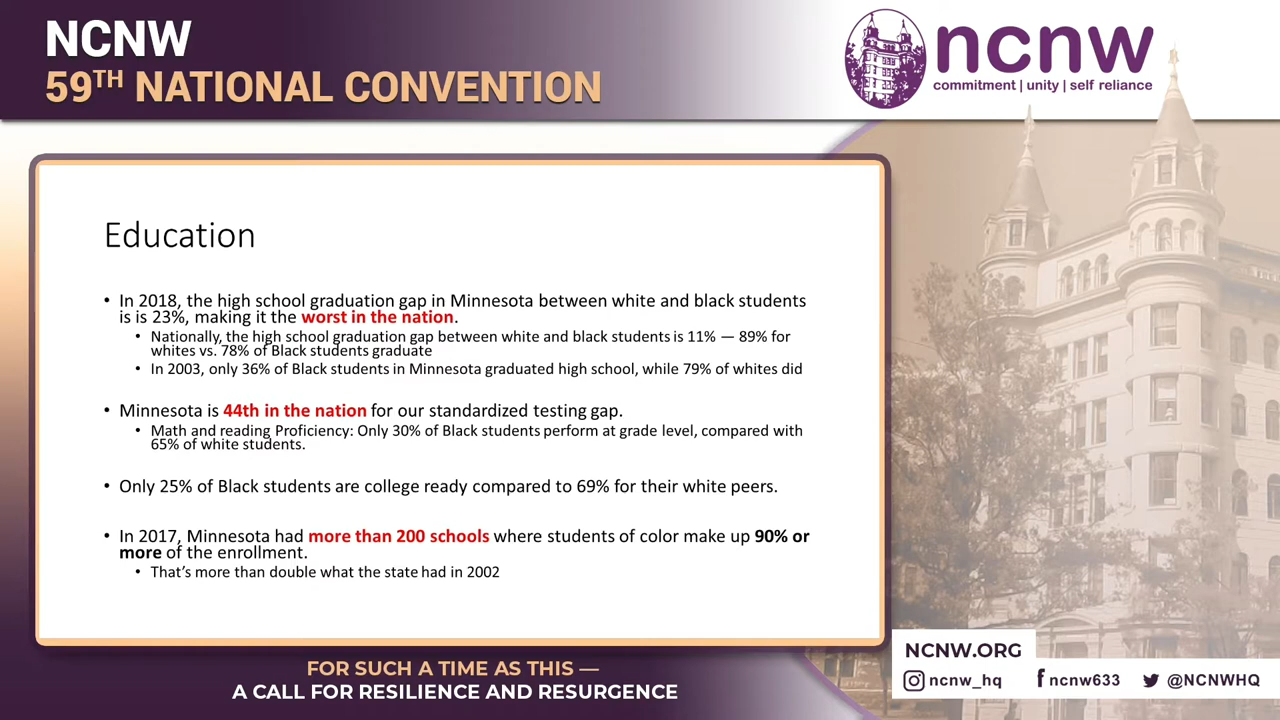 NCNW
59TH NATIONAL CONVENTION
ncnw
commitment | unity | self reliance
Education
• In 2018, the high school graduation gap in Minnesota between white and black students
is is 23%, making it the worst in the nation.
• Nationally, the high school graduation gap between white and black students is 11% — 89% for
whites vs. 78% of Black students graduate
• In 2003, only 36% of Black students in Minnesota graduated high school, while 79% of whites did
• Minnesota is 44th in the nation for our standardized testing gap.
• Math and reading Proficiency: Only 30% of Black students perform at grade level, compared with
65% of white students.
• Only 25% of Black students are college ready compared to 69% for their white peers.
• In 2017, Minnesota had more than 200 schools where students of color make up 90% or
more of the enrollment.
• That's more than double what the state had in 2002
FOR SUCH A TIME AS THIS —
A CALL FOR RESILIENCE AND RESURGENCE
NCNW.ORG
ncnw_hq
ncnw633
@NCNWHQ